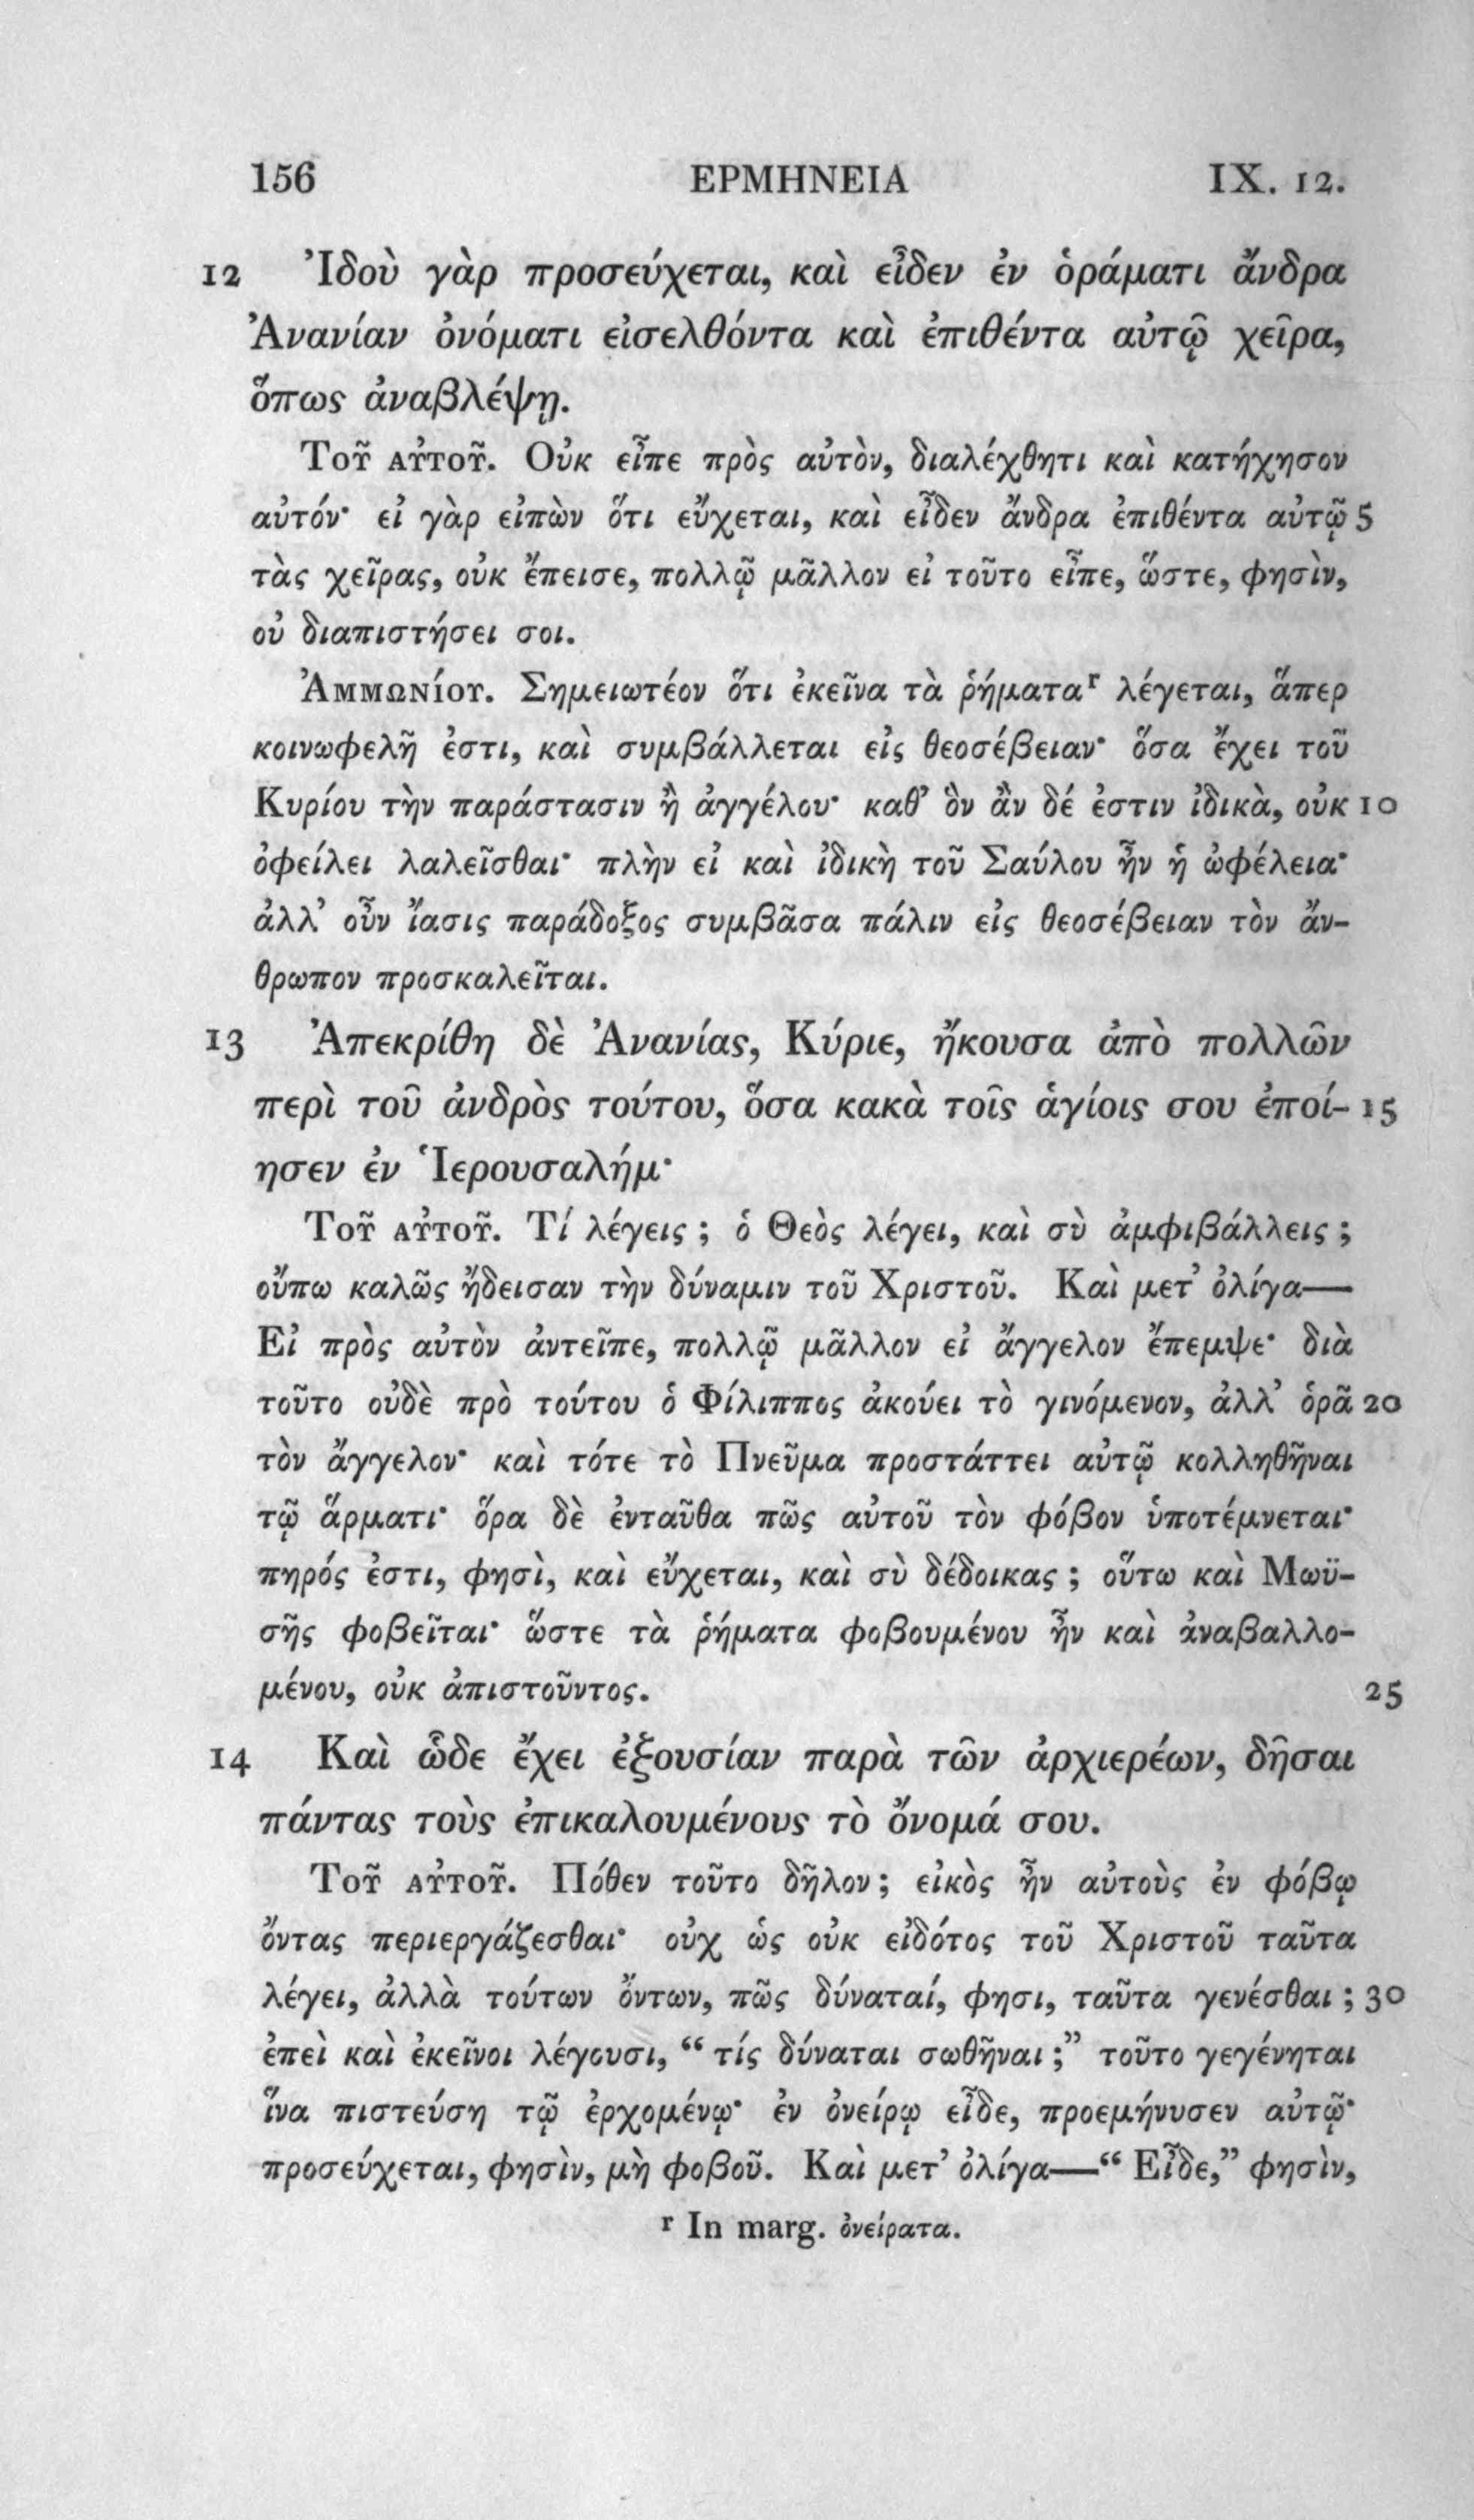 156 ΕΡΜΗΝΕΙΑ IX. 12.
12 Ἰδοὺ γὰρ προσεύχεται, καὶ εἶδεν ἐν ὁράματι ἄνδρα
Ἀνανίαν ὀνόματι εἰσελθόντα καὶ ἐπιθέντα αὐτῷ χεῖρα,
ὅπως ἀναβλέψῃ.
Τοῦ αὐτοῦ. Οὐκ εἶπε πρὸς αὐτὸν, διαλέχθητι καὶ κατήχησον
αὐτόν· εἰ γὰρ εἰπὼν ὅτι εὔχεται, καὶ εἶδεν ἄνδρα ἐπιθέντα αὐτῷ 5
τὰς χεῖρας, οὐκ ἔπεισε, πολλῷ μᾶλλον εἰ τοῦτο εἶπε, ὥστε, φησὶν,
οὐ διαπιστήσει σοι.
Ἀμμωνίου. Σημειωτέον ὅτι ἐκεῖνα τὰ ῥήματα r λέγεται, ἅπερ
κοινωφελῆ ἐστι, καὶ συμβάλλεται εἰς θεοσέβειαν· ὅσα ἔχει τοῦ
Κυρίου τὴν παράστασιν ἢ ἀγγέλου· καθ’ ὃν ἂν δέ ἐστιν ἰδικὰ, οὐκ 10
ὀφείλει λαλεῖσθαι· πλὴν εἰ καὶ ἰδικὴ τοῦ Σαύλου ἦν ἡ ὠφέλεια·
ἀλλ’ οὖν ἴασις παράδοξος συμβᾶσα πάλιν εἰς θεοσέβειαν τὸν ἄν-
θρωπον προσκαλεῖται.
13 Ἀπεκρίθη δὲ Ἀνανίας, Κύριε, ἤκουσα ἀπὸ πολλῶν
περὶ τοῦ ἀνδρὸς τούτου, ὅσα κακὰ τοῖς ἁγίοις σου ἐποί- 15
ησεν ἐν Ἱερουσαλήμ·
Τοῦ αὐτοῦ. Τί λέγεις ; ὁ Θεὸς λέγει, καὶ σὺ ἀμφιβάλλεις ;
οὔπω καλῶς ᾔδεισαν τὴν δύναμιν τοῦ Χριστοῦ. Καὶ μετ’ ὀλίγα—
Εἰ πρὸς αὐτὸν ἀντεῖπε, πολλῷ μᾶλλον εἰ ἄγγελον ἔπεμψε· διὰ
τοῦτο οὐδὲ πρὸ τούτου ὁ Φίλιππος ἀκούει τὸ γινόμενον, ἀλλ’ ὁρᾶ 20
τὸν ἄγγελον· καὶ τότε τὸ Πνεῦμα προστάττει αὐτῷ κολληθῆναι
τῷ ἅρματι· ὅρα δὲ ἐνταῦθα πῶς αὐτοῦ τὸν φόβον ὑποτέμνεται·
πηρός ἐστι, φησὶ, καὶ εὔχεται, καὶ σὺ δέδοικας ; οὕτω καὶ Μωϋ-
σῆς φοβεῖται· ὥστε τὰ ῥήματα φοβουμένου ἦν καὶ ἀναβαλλο-
μένου, οὐκ ἀπιστοῦντος. 25
14 Καὶ ὧδε ἔχει ἐξουσίαν παρὰ τῶν ἀρχιερέων, δῆσαι
πάντας τοὺς ἐπικαλουμένους τὸ ὄνομά σου.
Τοῦ αὐτοῦ. Πόθεν τοῦτο δῆλον ; εἰκὸς ἦν αὐτοὺς ἐν φόβῳ
ὄντας περιεργάζεσθαι· οὐχ ὡς οὐκ εἰδότος τοῦ Χριστοῦ ταῦτα
λέγει, ἀλλὰ τούτων ὄντων, πῶς δύναταί, φησι, ταῦτα γενέσθαι ; 30
ἐπεὶ καὶ ἐκεῖνοι λέγουσι, “ τίς δύναται σωθῆναι ;” τοῦτο γεγένηται
ἵνα πιστεύση τῷ ἐρχομένῳ· ἐν ὀνείρῳ εἶδε, προεμήνυσεν αὐτῷ·
προσεύχεται, φησὶν, μὴ φοβοῦ. Καὶ μετ’ ὀλίγα—“ Εἶδε,” φησὶν,
r In marg. ὀνείρατα.